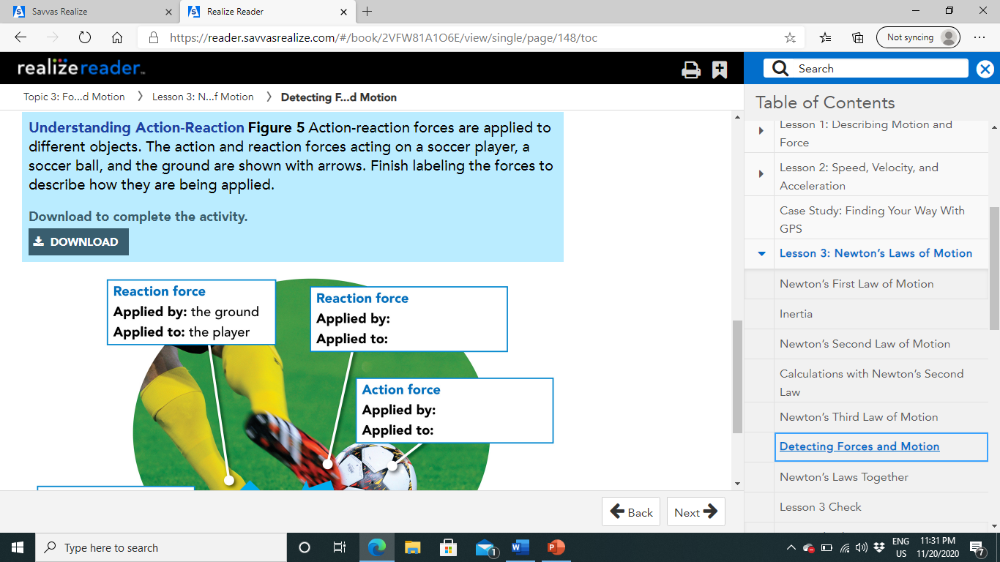 Savvas Realize
Realize Reader
https://reader.savvasrealize.com/#/book/2VFW81A1O6E/view/single/page/148/toc
Not syncing
realizereader™
Search
Topic 3: Fo...d Motion
Lesson 3: N...f Motion
Detecting F...d Motion
Understanding Action-Reaction Figure 5 Action-reaction forces are applied to
different objects. The action and reaction forces acting on a soccer player, a
soccer ball, and the ground are shown with arrows. Finish labeling the forces to
describe how they are being applied.
Download to complete the activity.
DOWNLOAD
Reaction force
Applied by: the ground
Applied to: the player
Reaction force
Applied by:
Applied to:
Action force
Applied by:
Applied to:
Back
Next
Table of Contents
Lesson 1: Describing Motion and
Force
Lesson 2: Speed, Velocity, and
Acceleration
Case Study: Finding Your Way With
GPS
Lesson 3: Newton's Laws of Motion
Newton's First Law of Motion
Inertia
Newton's Second Law of Motion
Calculations with Newton's Second
Law
Newton's Third Law of Motion
Detecting Forces and Motion
Newton's Laws Together
Lesson 3 Check
Type here to search
1
ENG
US
11:31 PM
11/20/2020
7